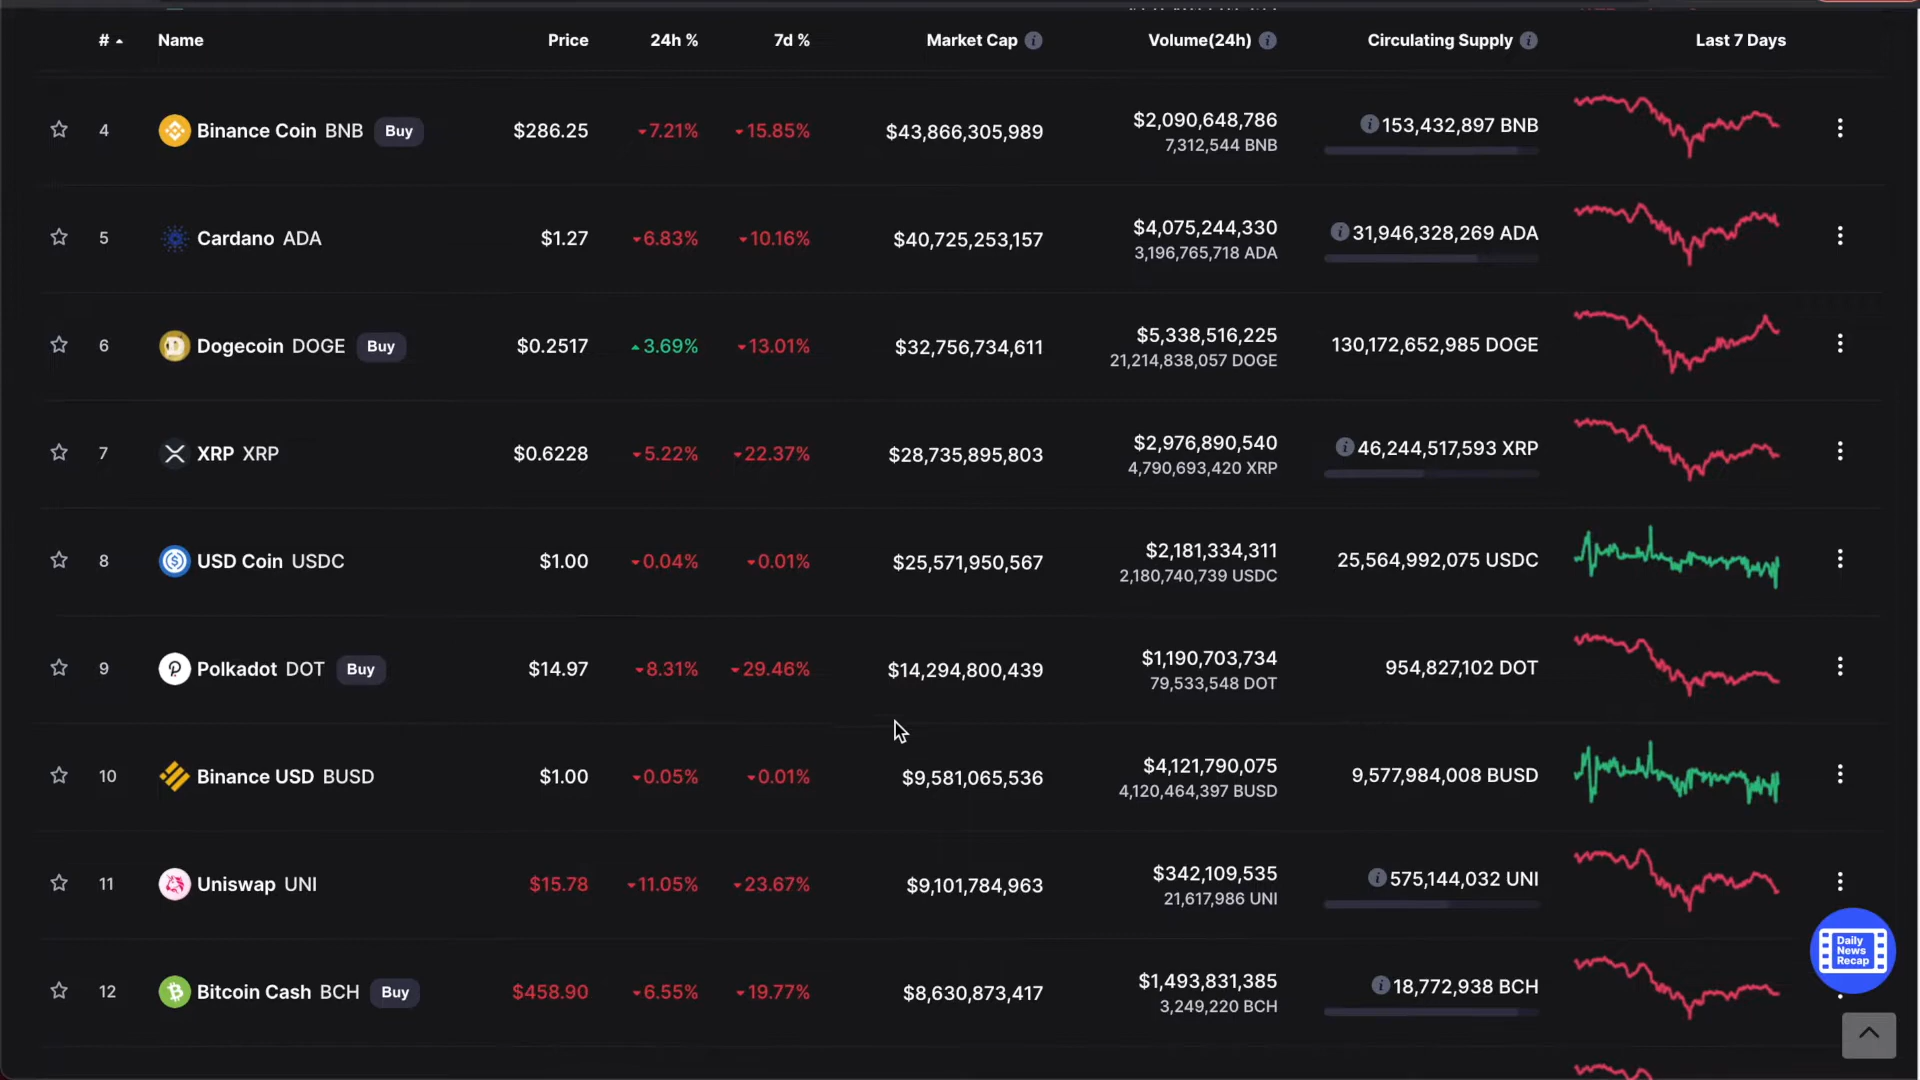 # Name Price 24h % 7d % Market Cap Volume(24h) Circulating Supply Last 7 Days
4 Binance Coin BNB Buy $286.25 7.21% 15.85% $43,866,305,989 $2,090,648,786 153,432,897 BNB
7,312,544 BNB
5 Cardano ADA $1.27 6.83% 10.16% $40,725,253,157 $4,075,244,330 31,946,328,269 ADA
3,196,765,718 ADA
6 Dogecoin DOGE Buy $0.2517 3.69% 13.01% $32,756,734,611 $5,338,516,225 130,172,652,985 DOGE
21,214,838,057 DOGE
7 XRP XRP $0.6228 5.22% 22.37% $28,735,895,803 $2,976,890,540 46,244,517,593 XRP
4,790,693,420 XRP
8 USD Coin USDC $1.00 0.04% 0.01% $25,571,950,567 $2,181,334,311 25,564,992,075 USDC
2,180,740,739 USDC
9 Polkadot DOT Buy $14.97 8.31% 29.46% $14,294,800,439 $1,190,703,734 954,827,102 DOT
79,533,548 DOT
10 Binance USD BUSD $1.00 0.05% 0.01% $9,581,065,536 $4,121,790,075 9,577,984,008 BUSD
4,120,464,397 BUSD
11 Uniswap UNI $15.78 11.05% 23.67% $9,101,784,963 $342,109,535 575,144,032 UNI
21,617,986 UNI
Daily
News
Recap
12 Bitcoin Cash BCH Buy $458.90 6.55% 19.77% $8,630,873,417 $1,493,831,385 18,772,938 BCH
3,249,220 BCH